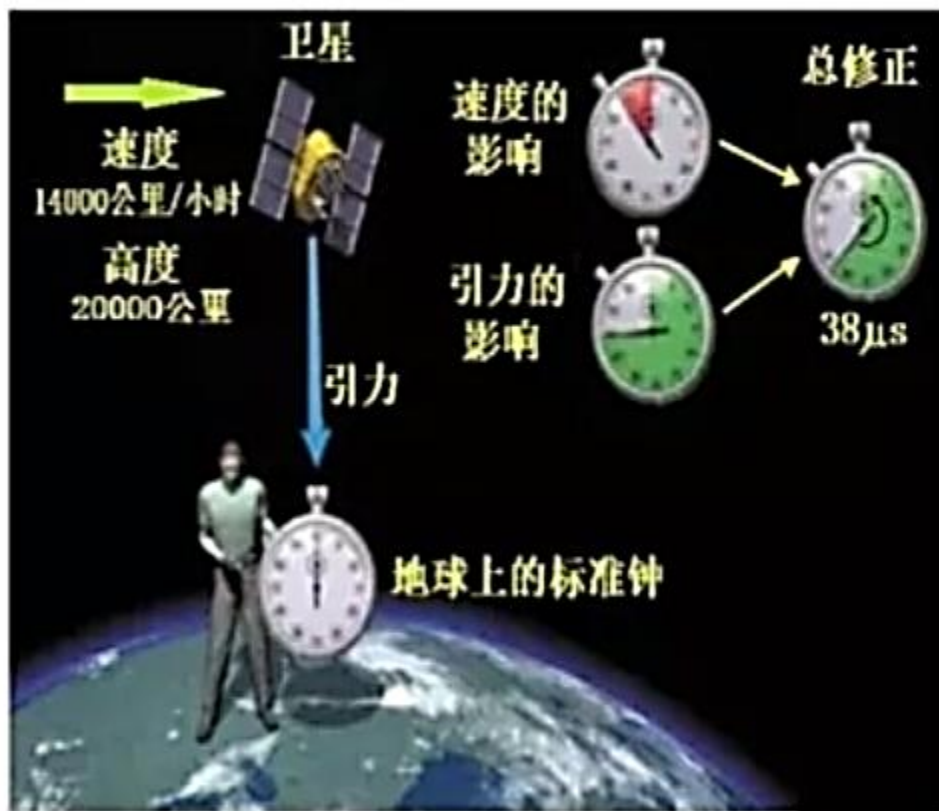 卫星
速度
14000公里/小时
高度
20000公里
速度的
影响
总修正
引力的
影响
38μs
引力
地球上的标准钟